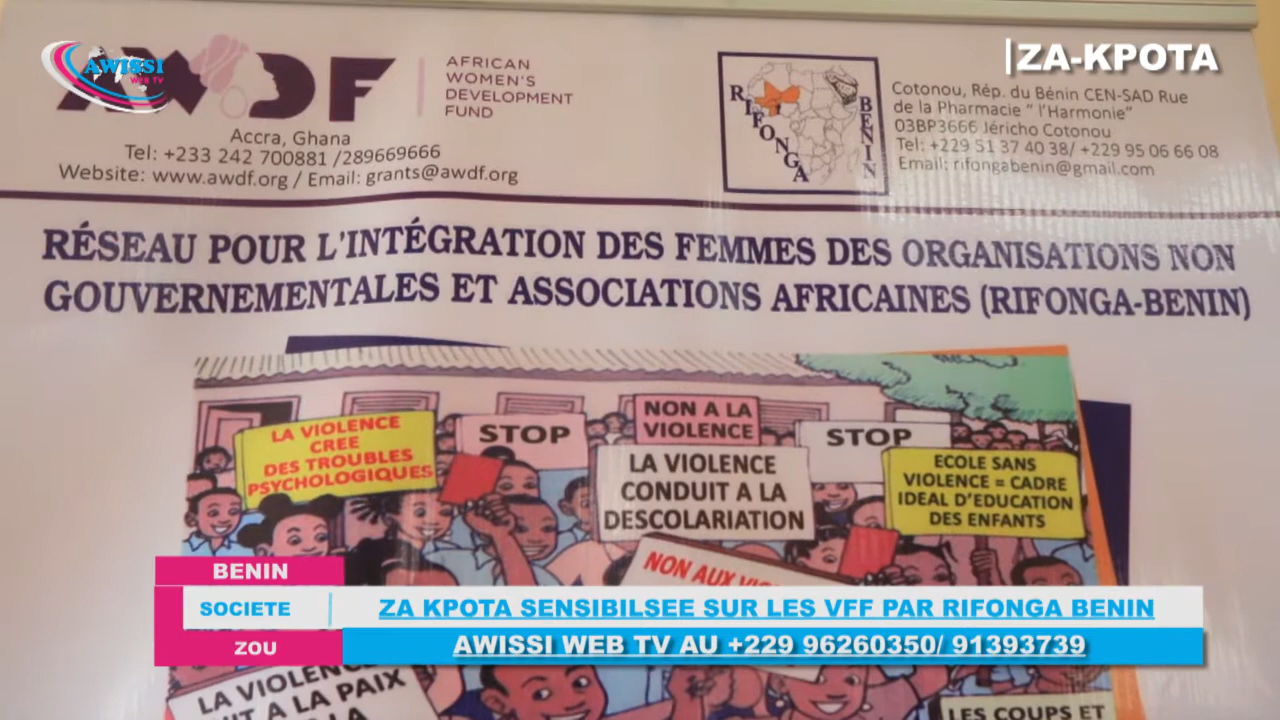 AWISSI
WEB TV
AWDF
AFRICAN
WOMEN'S
DEVELOPMENT
FUND
Accra, Ghana
Tel: +233 242 700881 /289669666
Website: www.awdf.org / Email: grants@awdf.org
RIFONGA
BENIN
|ZA-KPOTA
Cotonou, Rép. du Bénin CEN-SAD Rue
de la Pharmacie " l'Harmonie"
03BP3666 Jéricho Cotonou
Tel: +229 51 37 40 38/ +229 95 06 66 08
Email: rifongabenin@gmail.com
RÉSEAU POUR L'INTÉGRATION DES FEMMES DES ORGANISATIONS NON
GOUVERNEMENTALES ET ASSOCIATIONS AFRICAINES (RIFONGA-BENIN)
LA VIOLENCE
CREE
DES TROUBLES
PSYCHOLOGIQUES
STOP
NON A LA
VIOLENCE
LA VIOLENCE
CONDUIT A LA
DESCOLARIATION
STOP
ECOLE SANS
VIOLENCE = CADRE
IDEAL D'EDUCATION
DES ENFANTS
NON AUX
BENIN
SOCIETE
ZOU
ZA KPOTA SENSIBILSEE SUR LES VFF PAR RIFONGA BENIN
AWISSI WEB TV AU +229 96260350/ 91393739
LA
A LA PAIX
LES COUPS ET